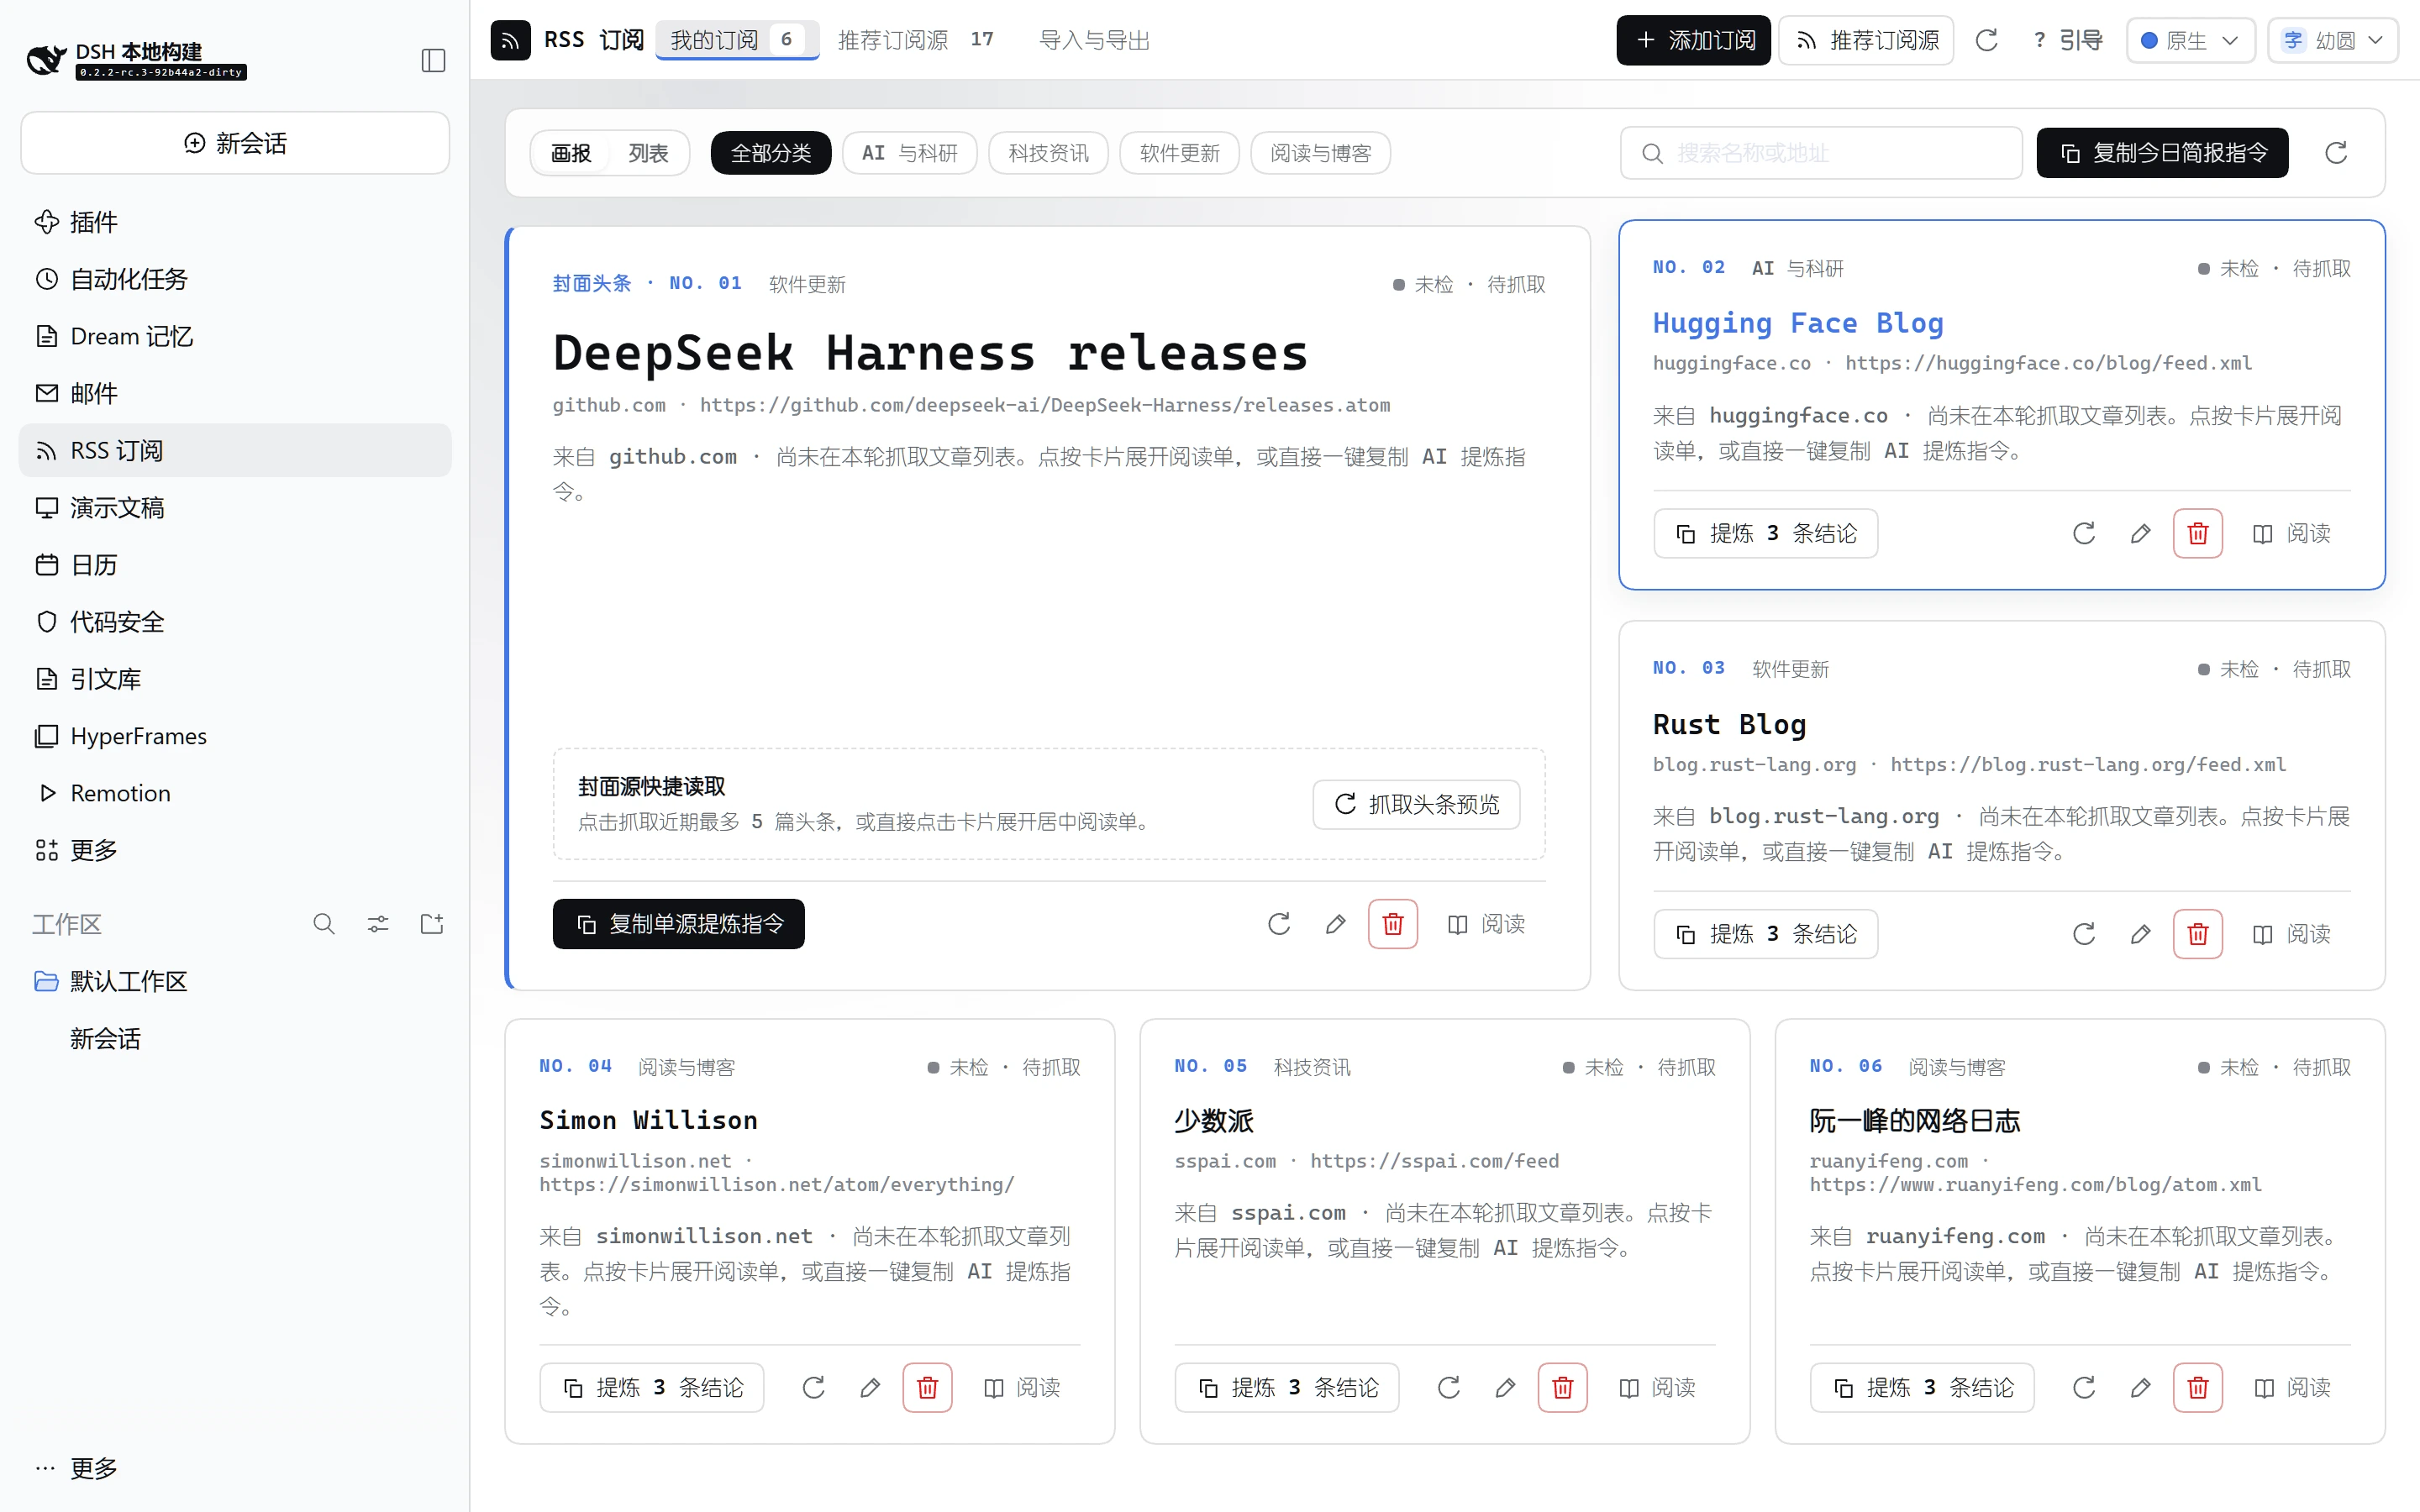 DSH 本地构建
0.2.2-rc.3-92b44a2-dirty
新会话
插件
自动化任务
Dream 记忆
邮件
RSS 订阅
演示文稿
日历
代码安全
引文库
HyperFrames
Remotion
更多
工作区
默认工作区
新会话
更多
RSS 订阅 我的订阅 6 推荐订阅源 17 导入与导出
添加订阅 推荐订阅源 ? 引导 原生 字 幼圆
画报 列表 全部分类 AI 与科研 科技资讯 软件更新 阅读与博客
搜索名称或地址 复制今日简报指令
封面头条 · NO. 01 软件更新 未检 · 待抓取
DeepSeek Harness releases
github.com · https://github.com/deepseek-ai/DeepSeek-Harness/releases.atom
来自 github.com · 尚未在本轮抓取文章列表。点按卡片展开阅读单，或直接一键复制 AI 提炼指
令。
封面源快捷读取
点击抓取近期最多 5 篇头条，或直接点击卡片展开居中阅读单。
抓取头条预览
复制单源提炼指令 阅读
NO. 02 AI 与科研 未检 · 待抓取
Hugging Face Blog
huggingface.co · https://huggingface.co/blog/feed.xml
来自 huggingface.co · 尚未在本轮抓取文章列表。点按卡片展开阅
读单，或直接一键复制 AI 提炼指令。
提炼 3 条结论 阅读
NO. 03 软件更新 未检 · 待抓取
Rust Blog
blog.rust-lang.org · https://blog.rust-lang.org/feed.xml
来自 blog.rust-lang.org · 尚未在本轮抓取文章列表。点按卡片展
开阅读单，或直接一键复制 AI 提炼指令。
提炼 3 条结论 阅读
NO. 04 阅读与博客 未检 · 待抓取
Simon Willison
simonwillison.net ·
https://simonwillison.net/atom/everything/
来自 simonwillison.net · 尚未在本轮抓取文章列
表。点按卡片展开阅读单，或直接一键复制 AI 提炼指
令。
提炼 3 条结论 阅读
NO. 05 科技资讯 未检 · 待抓取
少数派
sspai.com · https://sspai.com/feed
来自 sspai.com · 尚未在本轮抓取文章列表。点按卡
片展开阅读单，或直接一键复制 AI 提炼指令。
提炼 3 条结论 阅读
NO. 06 阅读与博客 未检 · 待抓取
阮一峰的网络日志
ruanyifeng.com ·
https://www.ruanyifeng.com/blog/atom.xml
来自 ruanyifeng.com · 尚未在本轮抓取文章列表。
点按卡片展开阅读单，或直接一键复制 AI 提炼指令。
提炼 3 条结论 阅读